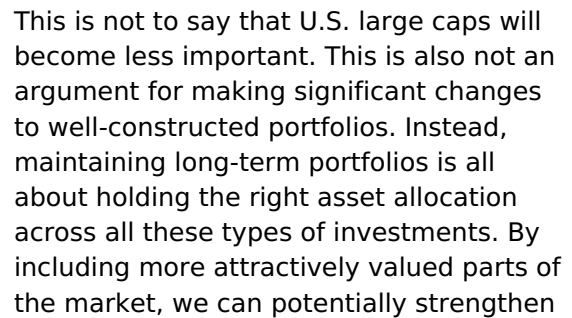 This is not to say that U.S. large caps will
become less important. This is also not an
argument for making significant changes
to well-constructed portfolios. Instead,
maintaining long-term portfolios is all
about holding the right asset allocation
across all these types of investments. By
including more attractively valued parts of
the market, we can potentially strengthen